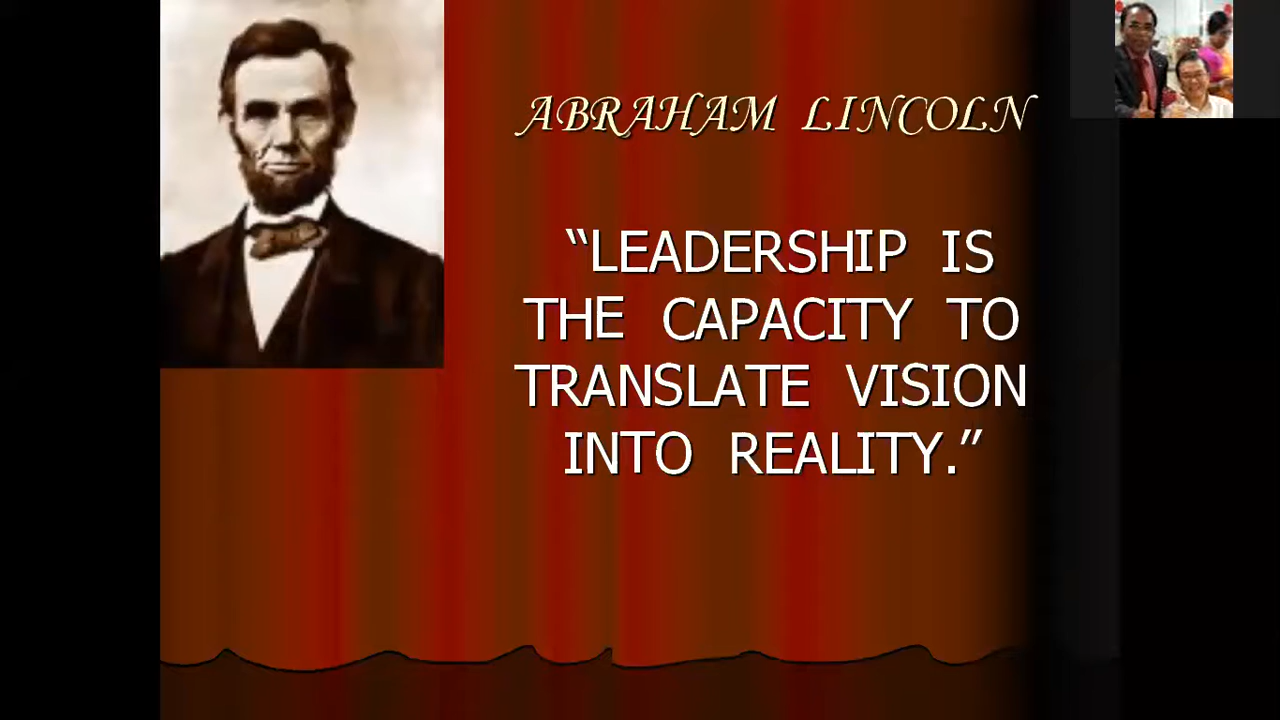 ABRAHAM LINCOLN
“LEADERSHIP IS
THE CAPACITY TO
TRANSLATE VISION
INTO REALITY.”